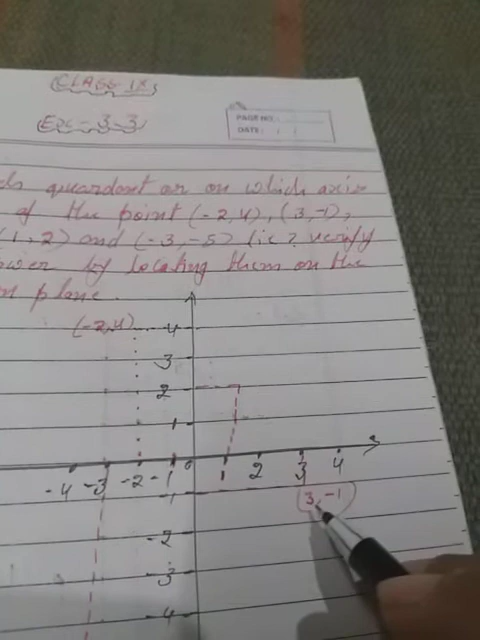 CLASS IX
Ex - 3.3
PAGE NO.:
DATE: / /
quardant or on which axis
of the point (-2,4), (3,-1),
(1,2) and (-3,-5) lie? verify
by locating them on the
plane.
(-2,4)
4
3
2
1
-4 -3 -2 -1 0 1 2 3 4
-1
3, -1
-2
-3
-4